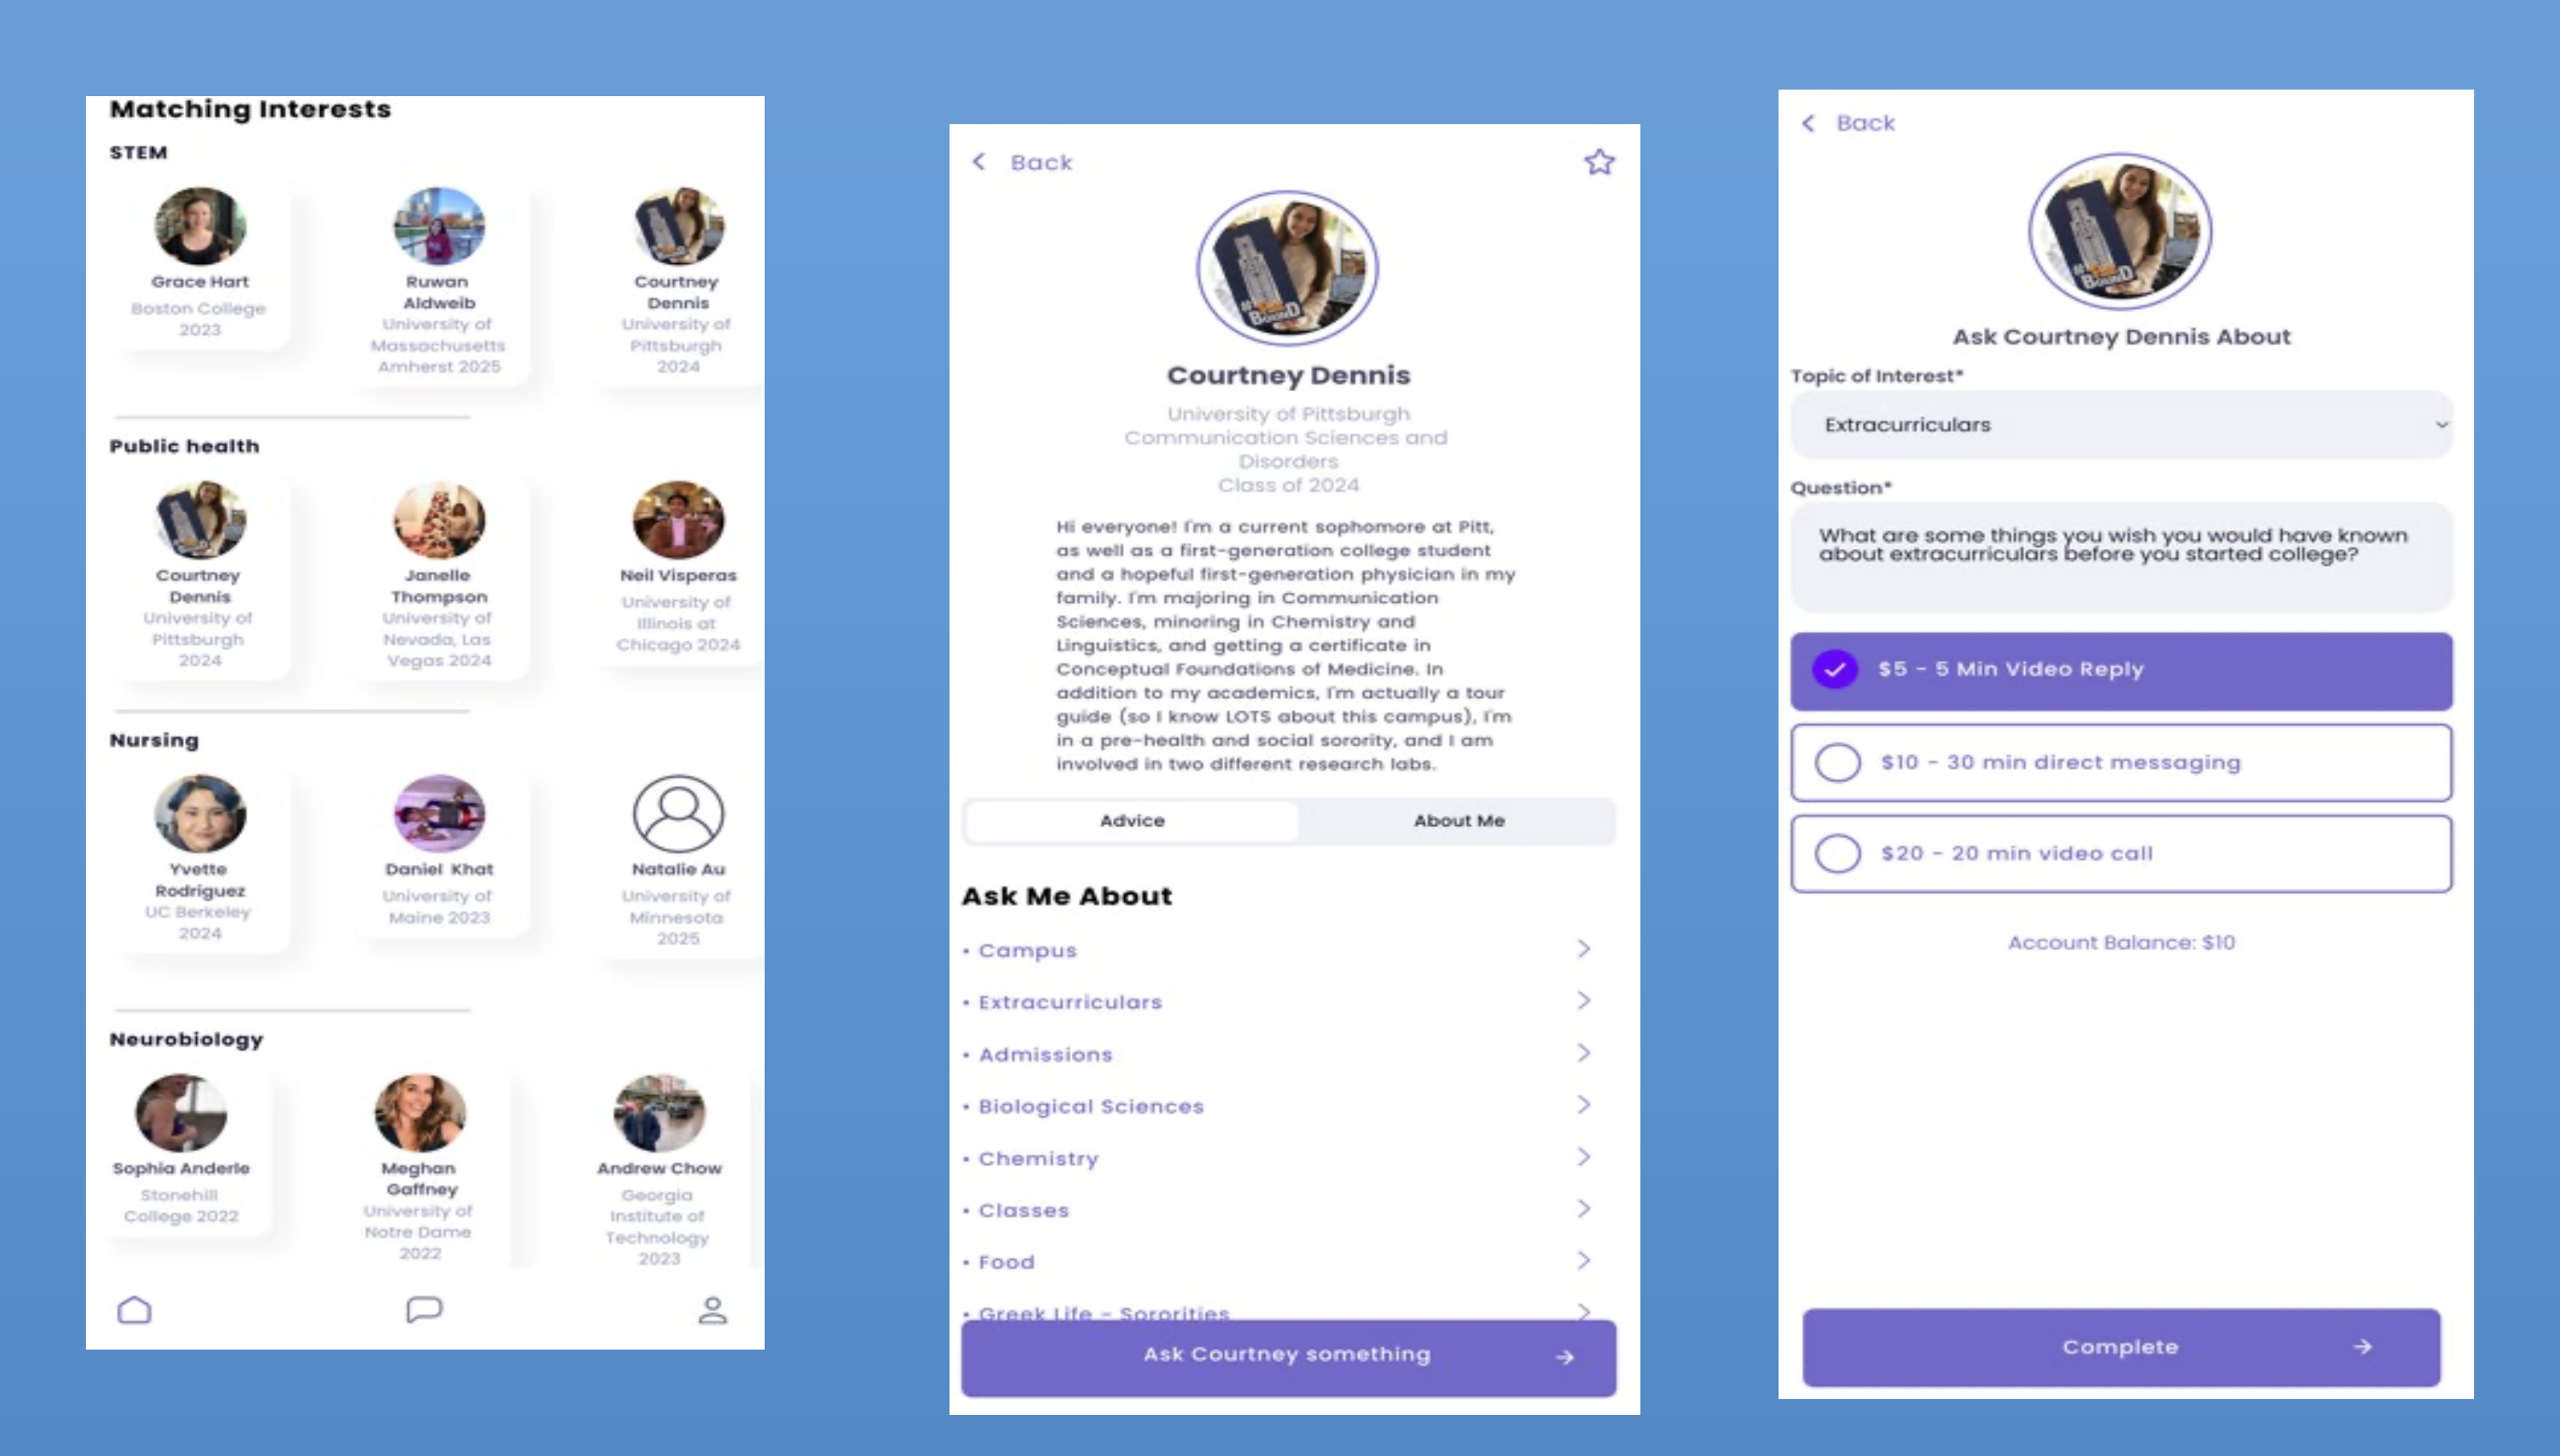 Matching Interests
STEM
Grace Hart
Boston College
2023
Ruwan
Aldweib
University of
Massachusetts
Amherst 2025
Courtney
Dennis
University of
Pittsburgh
2024
Public health
Courtney
Dennis
University of
Pittsburgh
2024
Janelle
Thompson
University of
Nevada, Las
Vegas 2024
Neil Visperas
University of
Illinois at
Chicago 2024
Nursing
Yvette
Rodriguez
UC Berkeley
2024
Daniel Khat
University of
Maine 2023
Natalie Au
University of
Minnesota
2025
Neurobiology
Sophia Anderle
Stonehill
College 2022
Meghan
Gaffney
University of
Notre Dame
2022
Andrew Chow
Georgia
Institute of
Technology
2023
Back
BOUND
Courtney Dennis
University of Pittsburgh
Communication Sciences and
Disorders
Class of 2024
Hi everyone! I'm a current sophomore at Pitt,
as well as a first-generation college student
and a hopeful first-generation physician in my
family. I'm majoring in Communication
Sciences, minoring in Chemistry and
Linguistics, and getting a certificate in
Conceptual Foundations of Medicine. In
addition to my academics, I'm actually a tour
guide (so I know LOTS about this campus), I'm
in a pre-health and social sorority, and I am
involved in two different research labs.
Advice About Me
Ask Me About
• Campus
• Extracurriculars
• Admissions
• Biological Sciences
• Chemistry
• Classes
• Food
• Greek Life - Sororities
Ask Courtney something
Back
BOUND
Ask Courtney Dennis About
Topic of Interest*
Extracurriculars
Question*
What are some things you wish you would have known
about extracurriculars before you started college?
$5 - 5 Min Video Reply
$10 - 30 min direct messaging
$20 - 20 min video call
Account Balance: $10
Complete